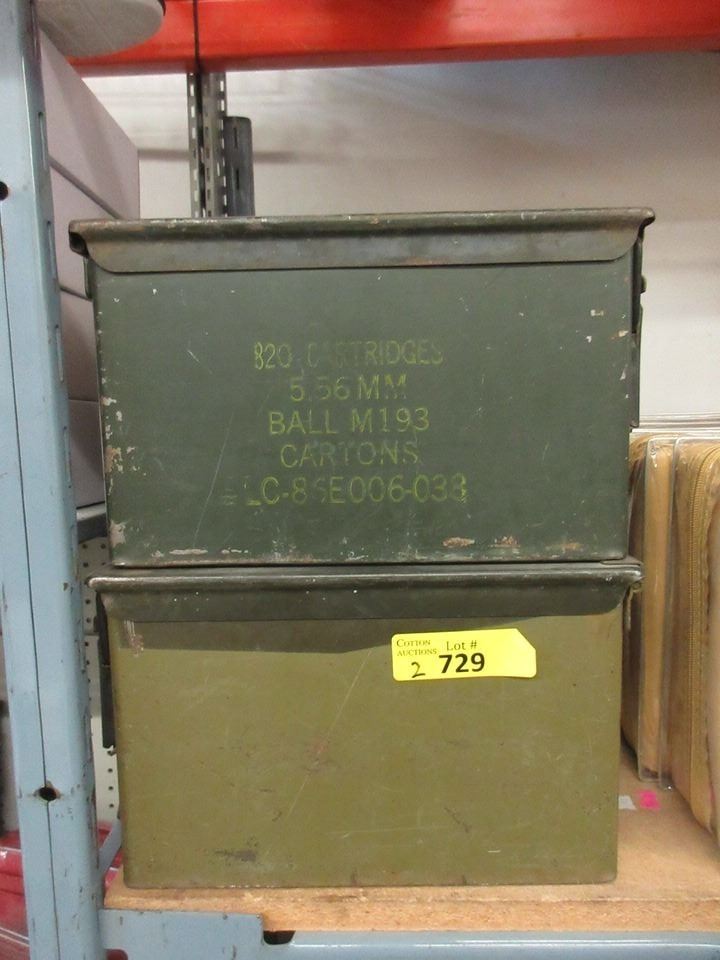 820 CARTRIDGES
5.56 MM
BALL M193
CARTONS
COTTON
AUCTIONS
Lot #
2 729